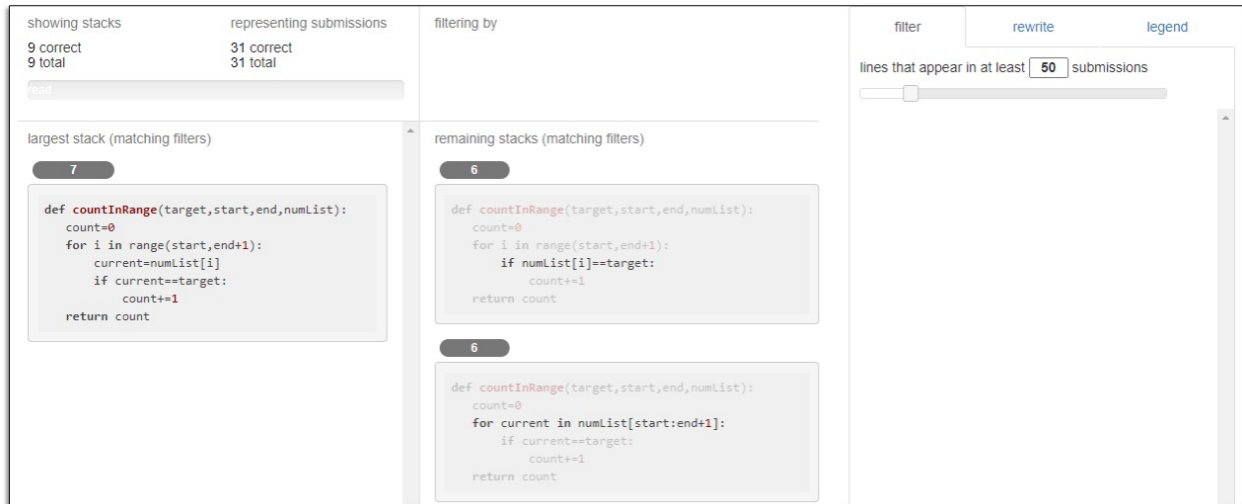 showing stacks
9 correct
9 total
representing submissions
31 correct
31 total
read
filtering by
filter
rewrite
legend
lines that appear in at least 50 submissions
largest stack (matching filters)
7
def countInRange(target,start,end,numList):
count=0
for i in range(start,end+1):
current=numList[i]
if current==target:
count+=1
return count
remaining stacks (matching filters)
6
def countInRange(target,start,end,numList):
count=0
for i in range(start,end+1):
if numList[i]==target:
count+=1
return count
6
def countInRange(target,start,end,numList):
count=0
for current in numList[start:end+1]:
if current==target:
count+=1
return count